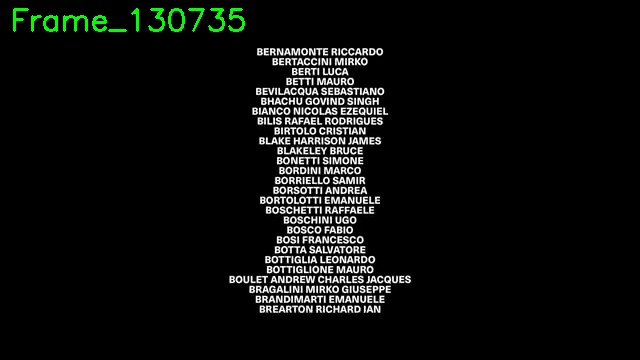 Frame_130735
BERNAMONTE RICCARDO
BERTACCINI MIRKO
BERTI LUCA
BETTI MAURO
BEVILACQUA SEBASTIANO
BHACHU GOVIND SINGH
BIANCO NICOLAS EZEQUIEL
BILIS RAFAEL RODRIGUES
BIRTOLO CRISTIAN
BLAKE HARRISON JAMES
BLAKELEY BRUCE
BONETTI SIMONE
BORDINI MARCO
BORRIELLO SAMIR
BORSOTTI ANDREA
BORTOLOTTI EMANUELE
BOSCHETTI RAFFAELE
BOSCHINI UGO
BOSCO FABIO
BOSI FRANCESCO
BOTTA SALVATORE
BOTTIGLIA LEONARDO
BOTTIGLIONE MAURO
BOULET ANDREW CHARLES JACQUES
BRAGALINI MIRKO GIUSEPPE
BRANDIMARTI EMANUELE
BREARTON RICHARD IAN